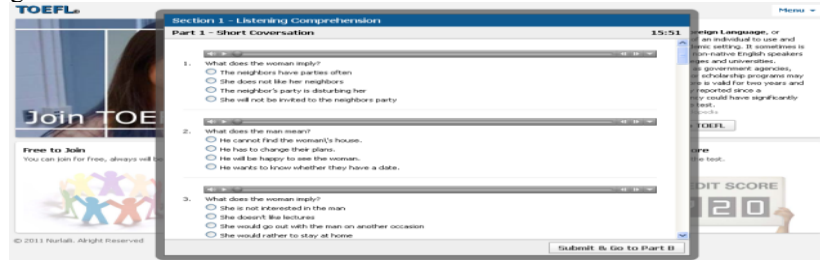 TOEFL®
Menu
Section 1 - Listening Comprehension
Part 1 - Short Coversation
15:51
1. What does the woman imply?
The neighbors have parties often
She does not like her neighbors
The neighbor's party is disturbing her
She will not be invited to the neighbors party
2. What does the man mean?
He cannot find the woman\'s house.
He has to change their plans.
He will be happy to see the woman.
He wants to know whether they have a date.
3. What does the woman imply?
She is not interested in the man
She doesn't like lectures
She would go out with the man on another occasion
She would rather to stay at home
Submit & Go to Part B
Join TOE
Free to Join
You can join for free, always will be
reign Language, or
of an individual to use and
emic setting. It sometimes is
non-native English speakers
eges and universities.
as government agencies,
scholarship programs may
re is valid for two years and
reported since a
cy could have significantly
test.
TOEFL
ore
the test.
DIT SCORE
720
© 2011 Nurlaili. Alright Reserved